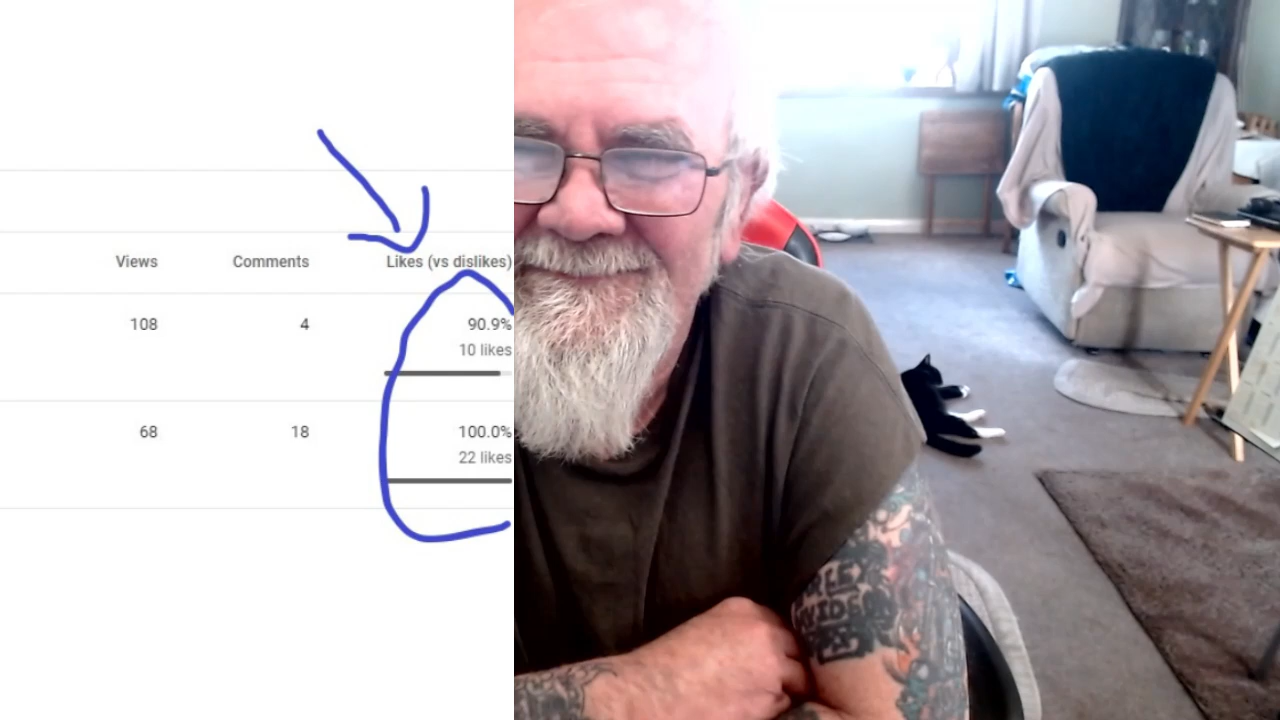 Views Comments Likes (vs dislikes)
108 4 90.9%
10 likes
68 18 100.0%
22 likes